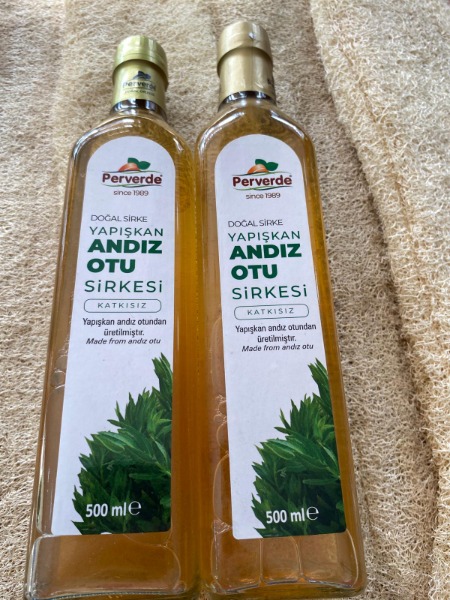 Perverde
Perverde
since 1989
DOĞAL SİRKE
YAPIŞKAN
ANDIZ
OTU
SİRKESİ
KATKISIZ
Yapışkan andız otundan
üretilmiştir.
Made from andız otu
500 ml e
Perverde
since 1989
DOĞAL SİRKE
YAPIŞKAN
ANDIZ
OTU
SİRKESİ
KATKISIZ
Yapışkan andız otundan
üretilmiştir.
Made from andız otu
500 ml e